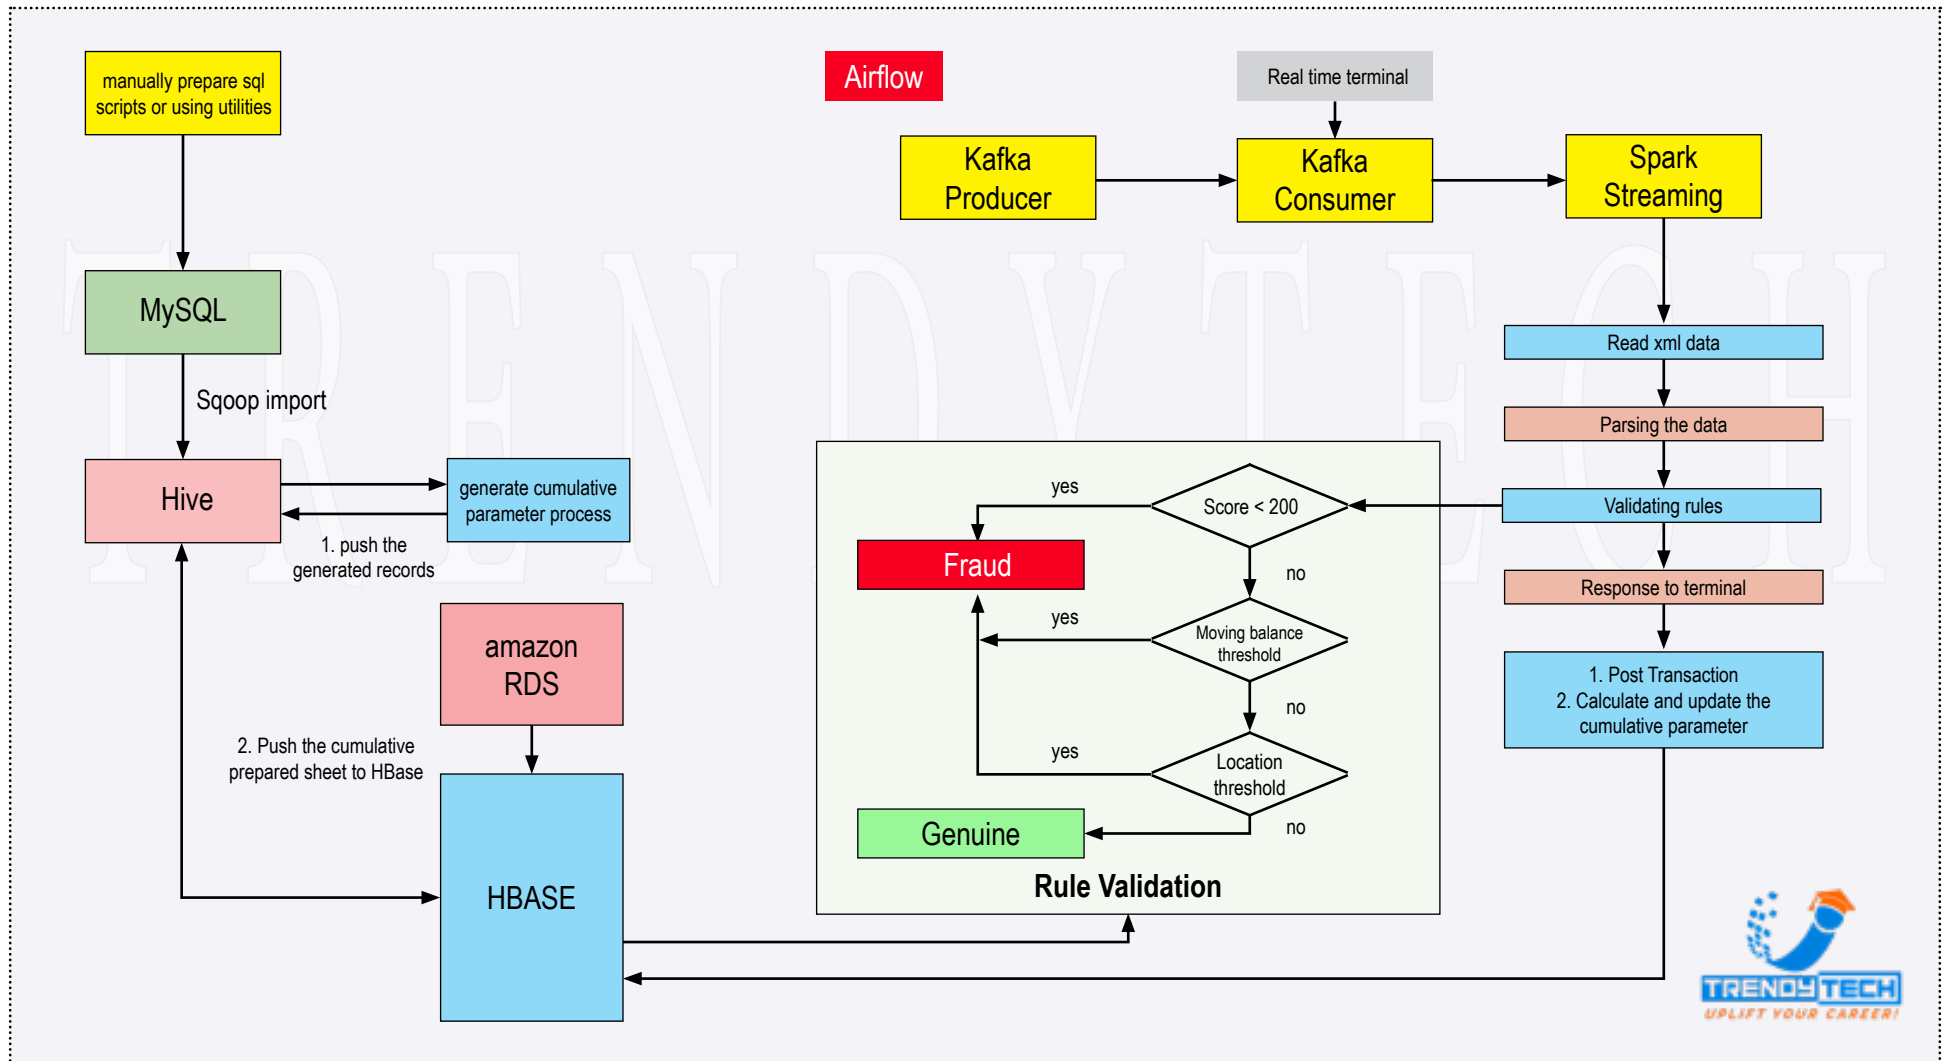 manually prepare sql
scripts or using utilities
Airflow
Real time terminal
Kafka
Producer
Kafka
Consumer
Spark
Streaming
MySQL
Sqoop import
Hive
generate cumulative
parameter process
1. push the
generated records
amazon
RDS
2. Push the cumulative
prepared sheet to HBase
HBASE
Read xml data
Parsing the data
Validating rules
Response to terminal
1. Post Transaction
2. Calculate and update the
cumulative parameter
Score < 200
yes
Fraud
no
Moving balance
threshold
yes
no
Location
threshold
yes
no
Genuine
Rule Validation
TRENDYTECH
TRENDY TECH
UPLIFT YOUR CAREER!